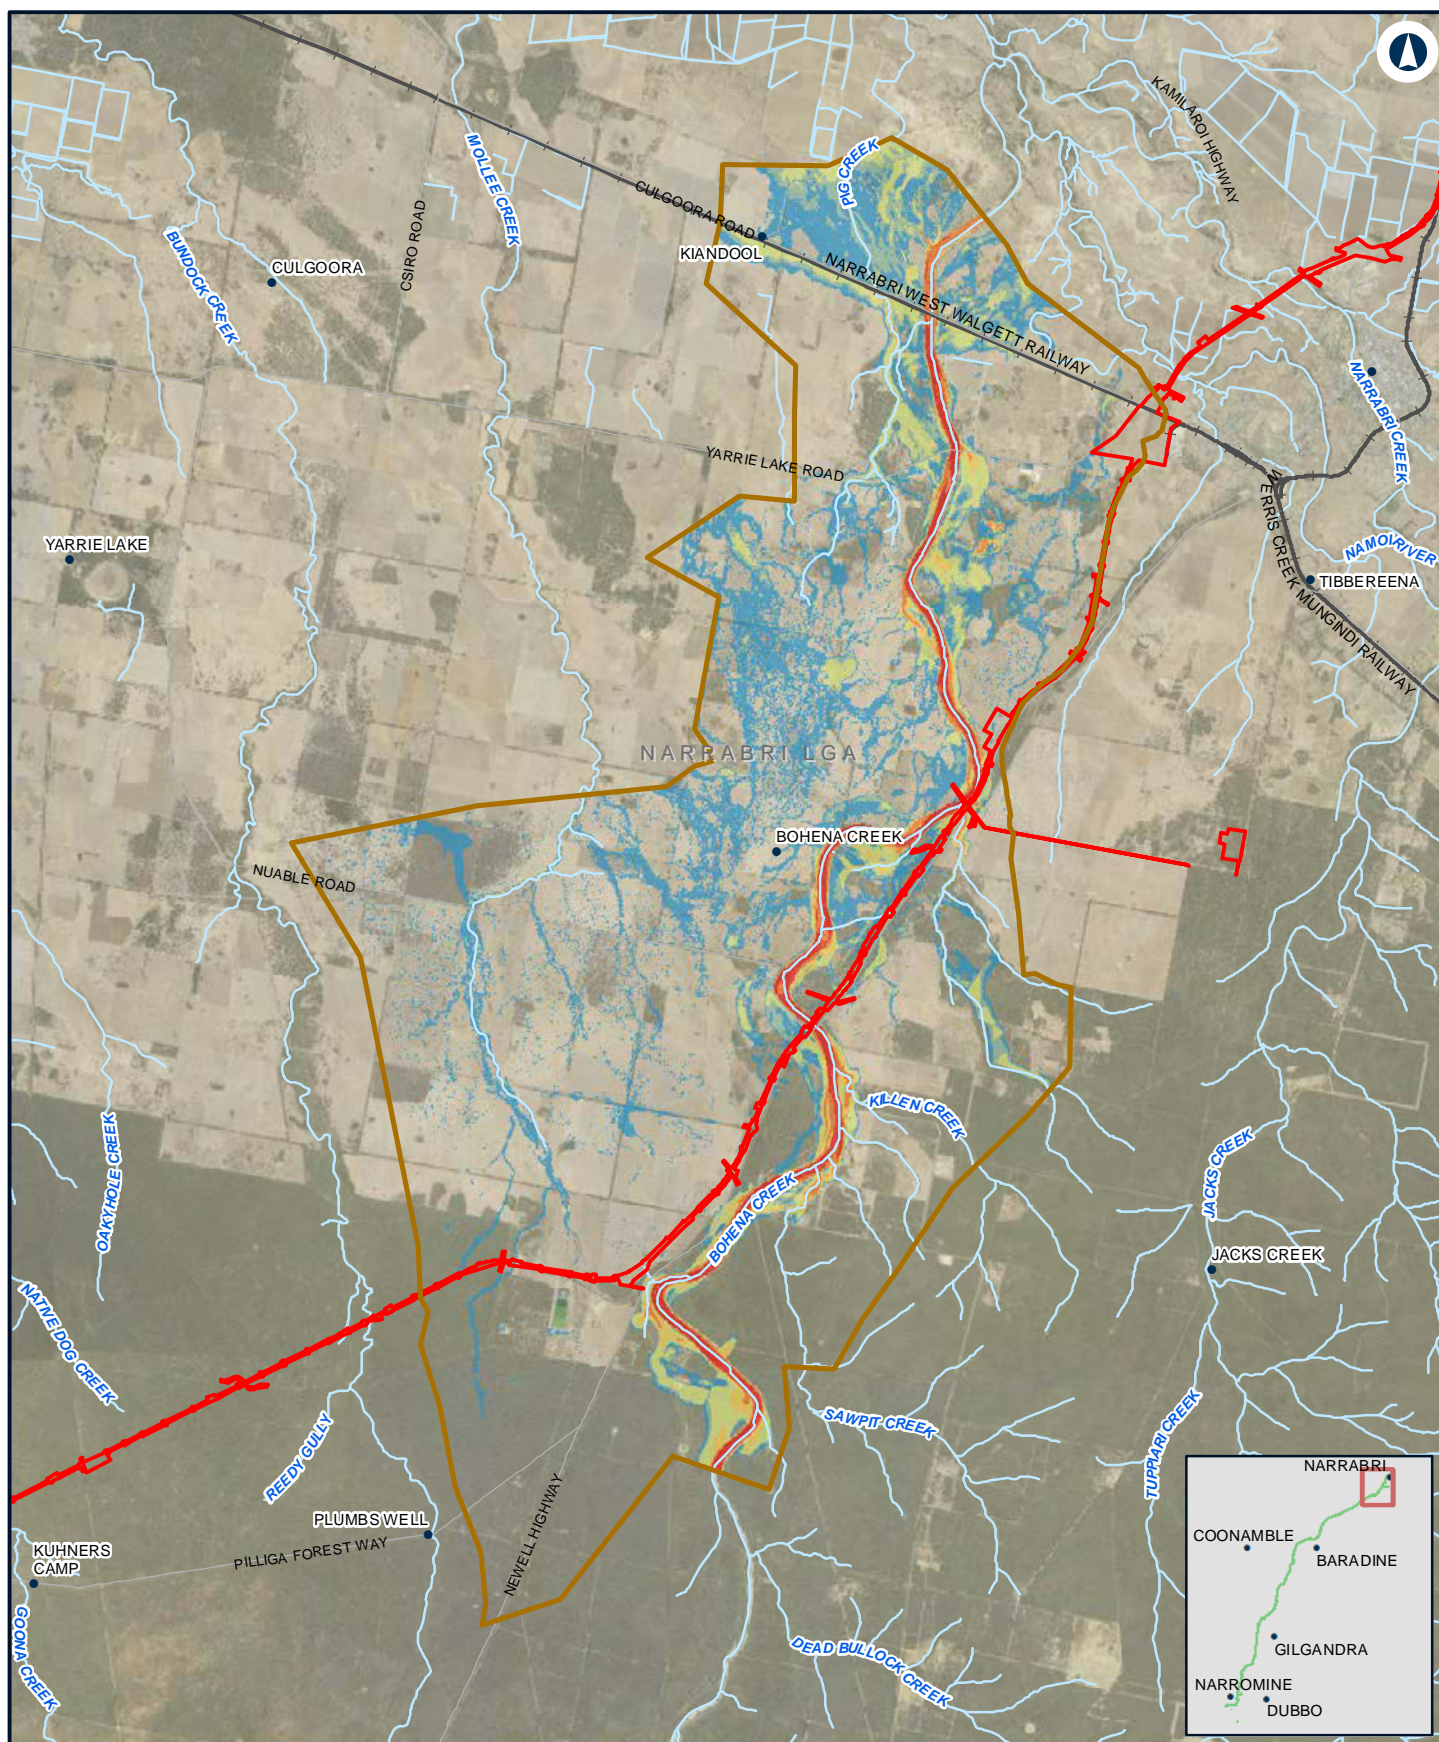 KAMILAROI HIGHWAY
PIG CREEK
MOLLEE CREEK
CULGOORA ROAD
CSIRO ROAD
BUNDOCK CREEK
CULGOORA
KIANDOOL
NARRABRI WEST WALGETT RAILWAY
NARRABRI CREEK
YARRIE LAKE ROAD
WERRIS CREEK MUNGINDI RAILWAY
YARRIE LAKE
NAMOI RIVER
TIBBEREENA
NARRABRI LGA
BOHENA CREEK
NUABLE ROAD
KILLEN CREEK
OAKYHOLE CREEK
JACKS CREEK
BOHENA CREEK
JACKS CREEK
NATIVE DOG CREEK
SAWPIT CREEK
TUPPIARI CREEK
REEDY GULLY
PLUMBS WELL
NEWELL HIGHWAY
PILLIGA FOREST WAY
KUHNERS
CAMP
GOONA CREEK
DEAD BULLOCK CREEK
NARRABRI
COONAMBLE
BARADINE
GILGANDRA
NARROMINE
DUBBO